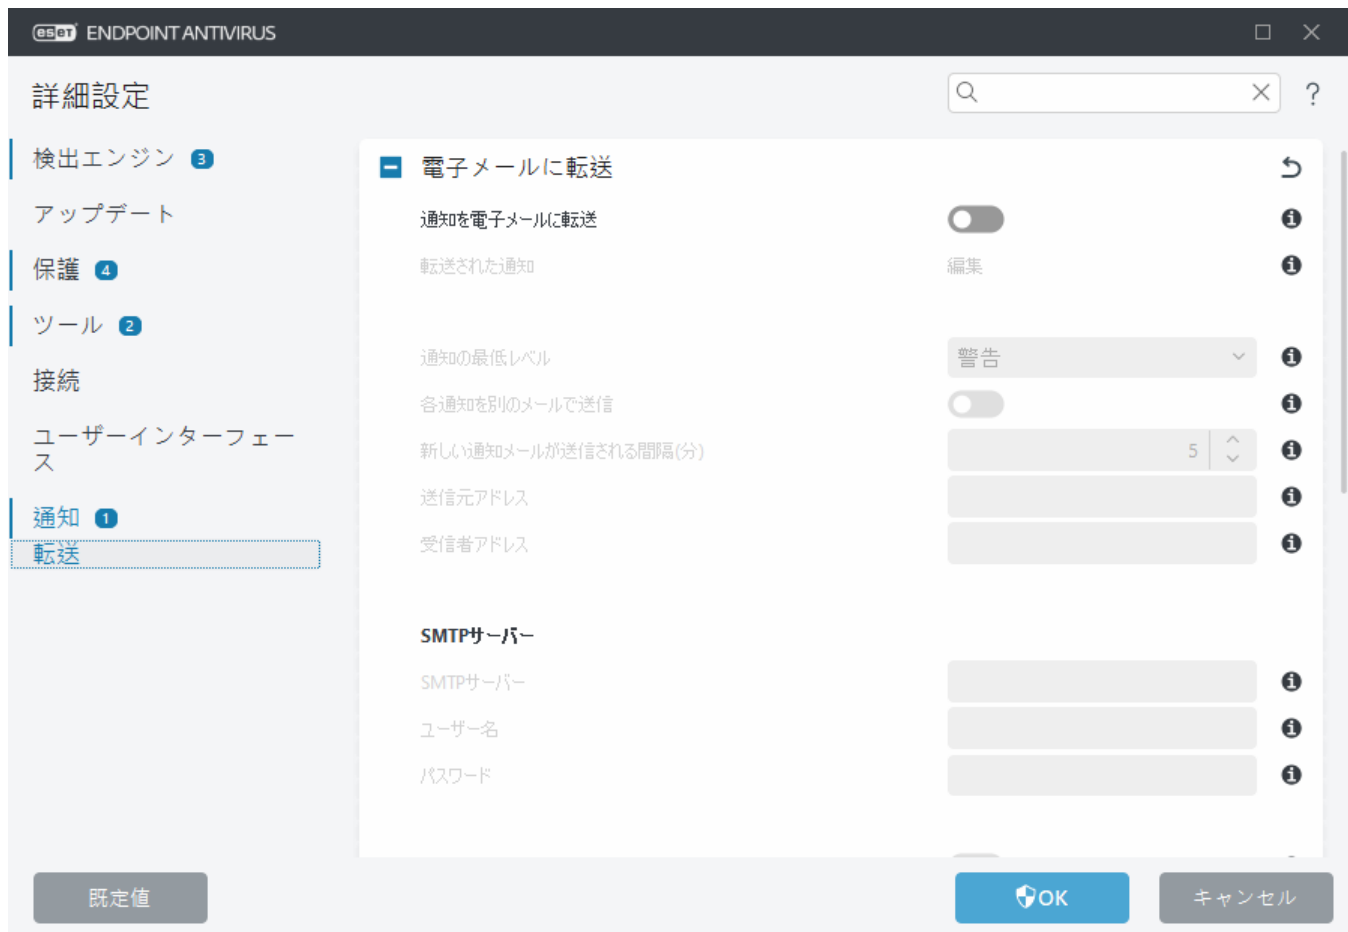 eset ENDPOINT ANTIVIRUS
詳細設定
?
検出エンジン 3
アップデート
保護 4
ツール 2
接続
ユーザーインターフェー
ス
通知 1
転送
電子メールに転送
通知を電子メールに転送
転送された通知 編集
通知の最低レベル 警告
各通知を別のメールで送信
新しい通知メールが送信される間隔(分) 5
送信元アドレス
受信者アドレス
SMTPサーバー
SMTPサーバー
ユーザー名
パスワード
既定値 OK キャンセル